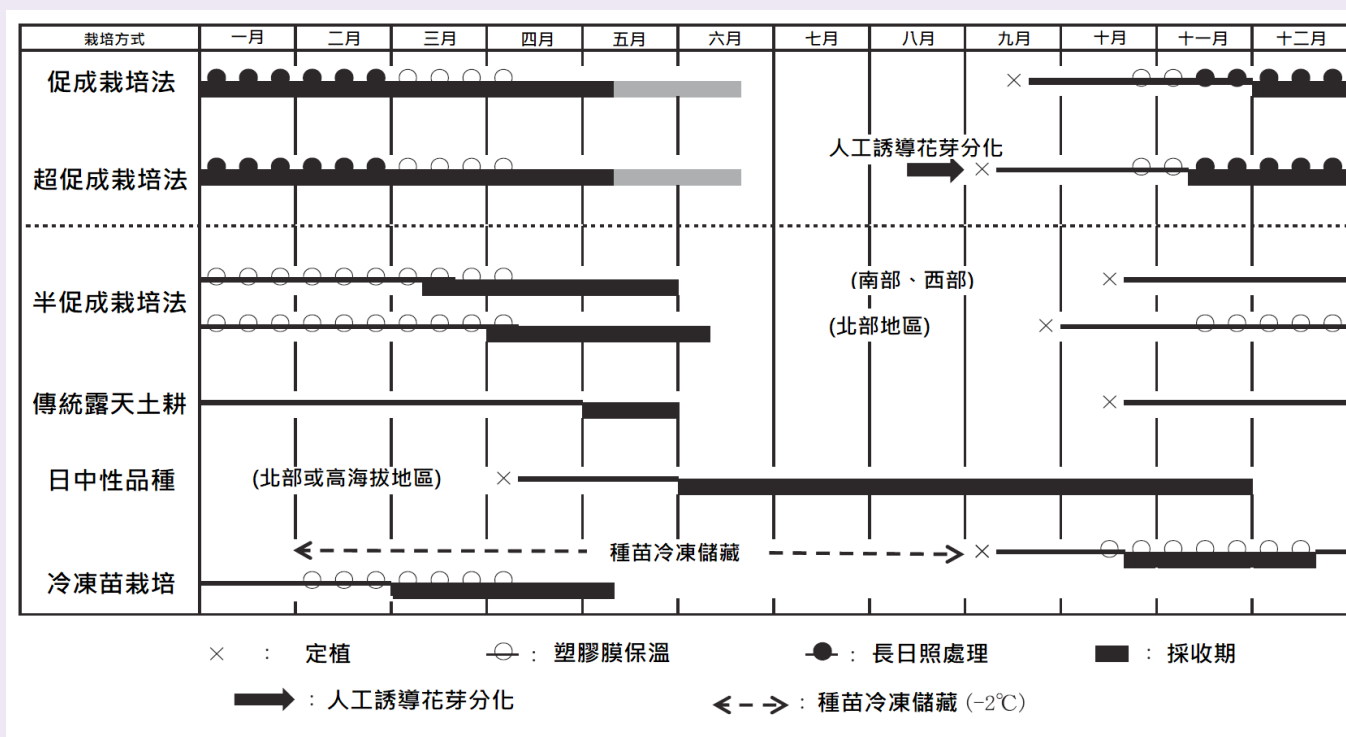 栽培方式 一月 二月 三月 四月 五月 六月 七月 八月 九月 十月 十一月 十二月
促成栽培法
人工誘導花芽分化
超促成栽培法
(南部、西部)
半促成栽培法
(北部地區)
傳統露天土耕
日中性品種 (北部或高海拔地區)
種苗冷凍儲藏
冷凍苗栽培
× : 定植 : 塑膠膜保溫 : 長日照處理 : 採收期
: 人工誘導花芽分化 : 種苗冷凍儲藏 (-2℃)